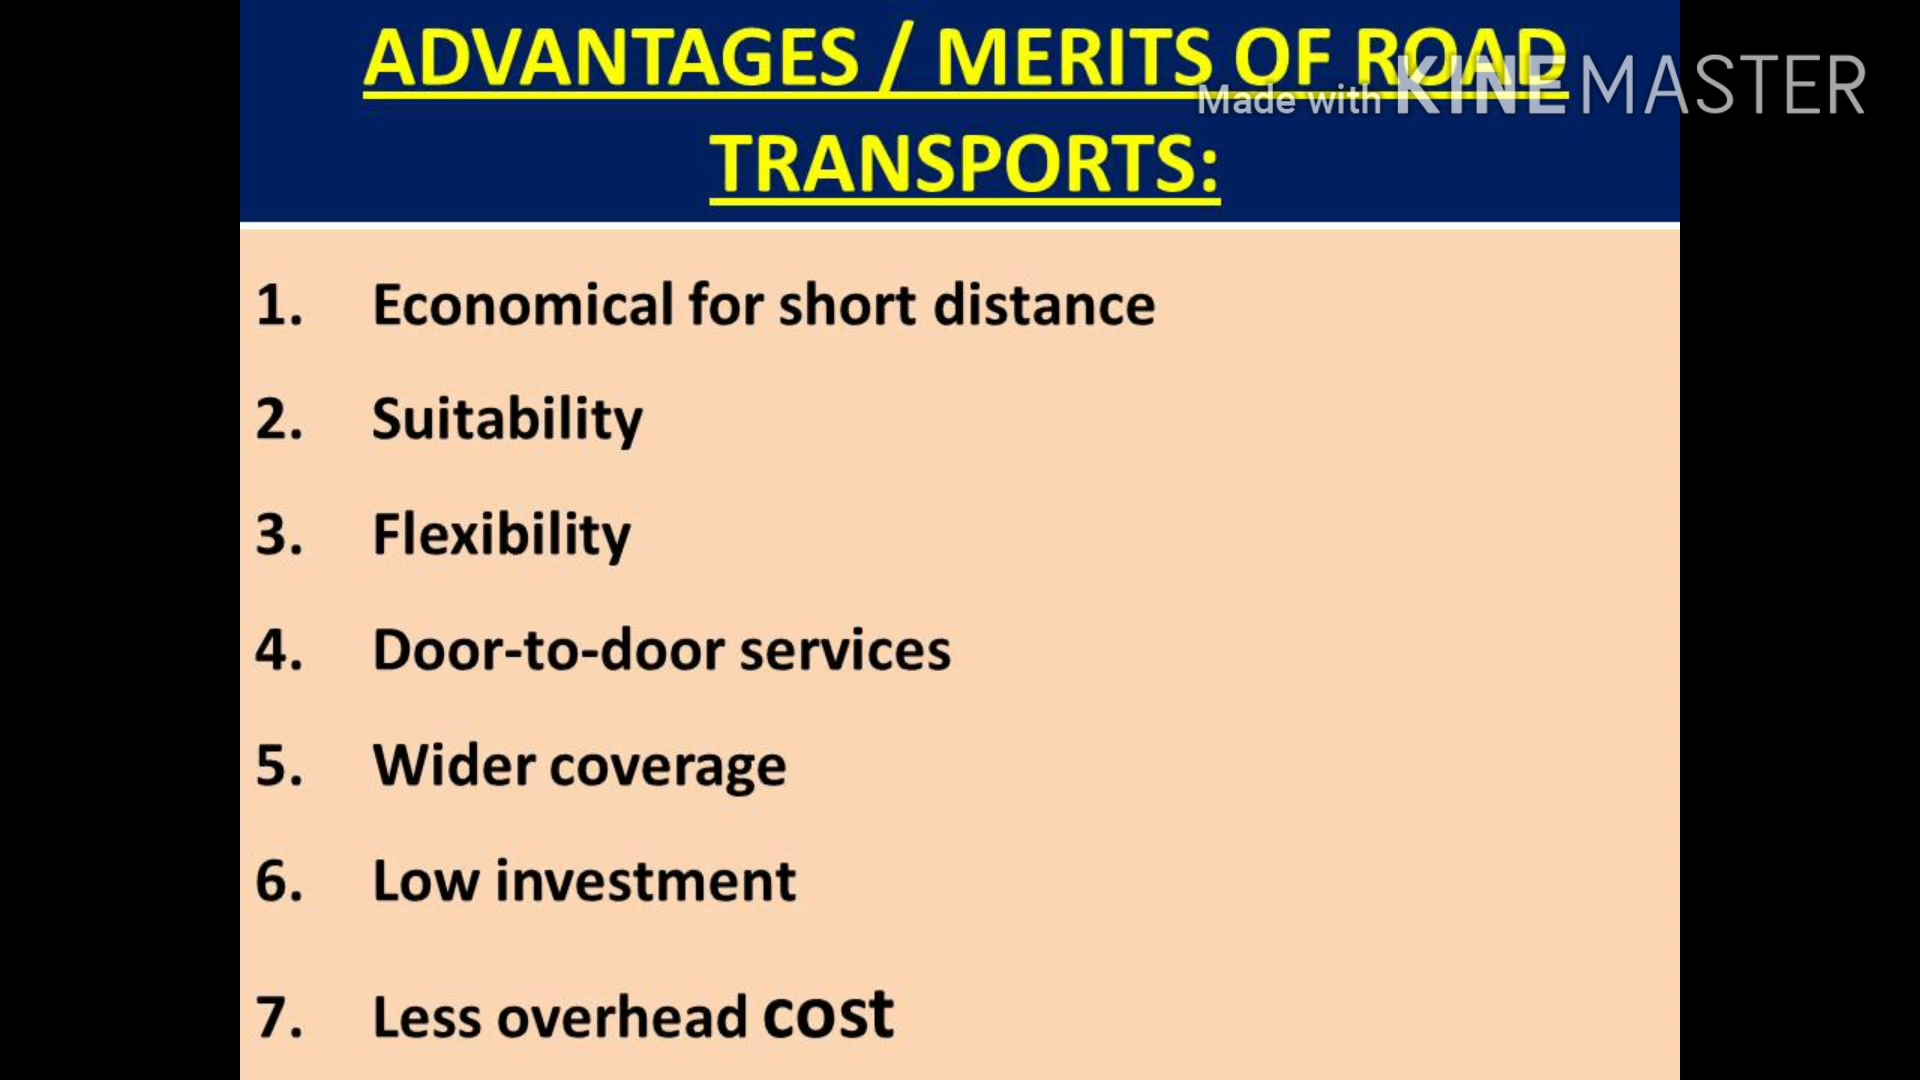 ADVANTAGES / MERITS OF ROAD
Made with KINEMASTER
TRANSPORTS:
1. Economical for short distance
2. Suitability
3. Flexibility
4. Door-to-door services
5. Wider coverage
6. Low investment
7. Less overhead cost